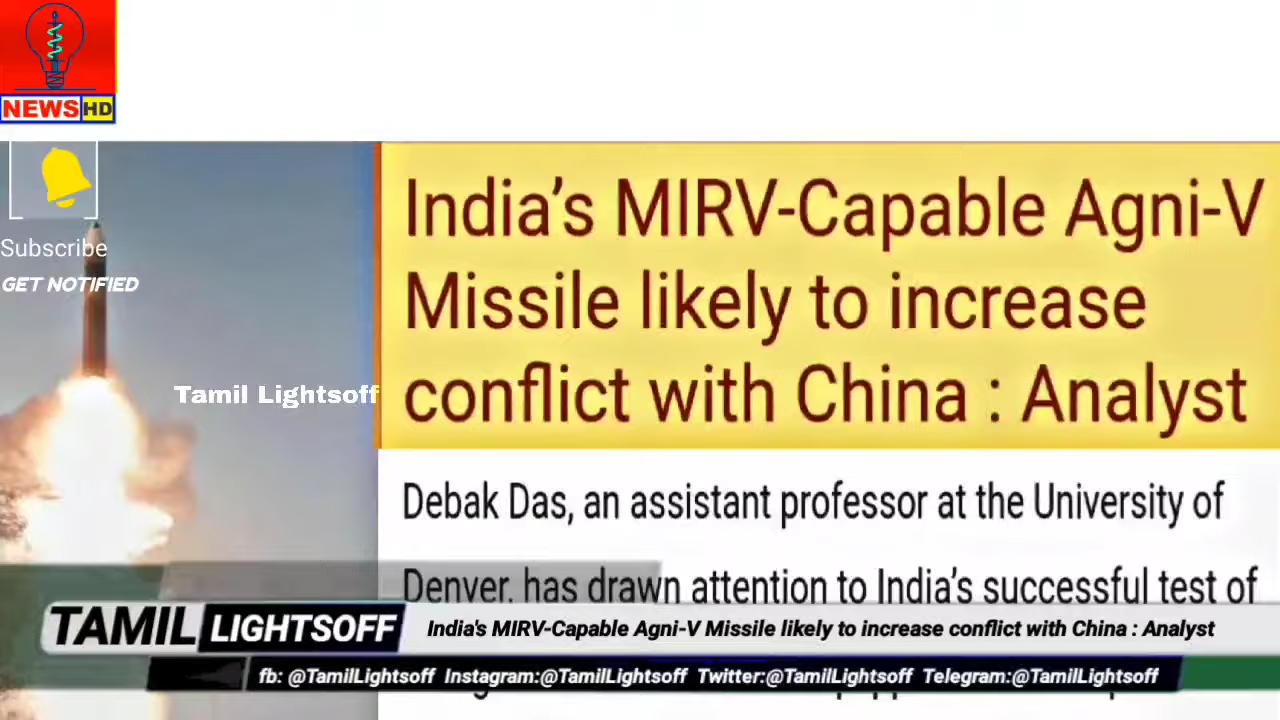 NEWS HD
Subscribe
GET NOTIFIED
Tamil Lightsoff
India's MIRV-Capable Agni-V
Missile likely to increase
conflict with China : Analyst
Debak Das, an assistant professor at the University of
Denver, has drawn attention to India's successful test of
TAMIL LIGHTSOFF
India's MIRV-Capable Agni-V Missile likely to increase conflict with China : Analyst
fb: @TamilLightsoff Instagram:@TamilLightsoff Twitter:@TamilLightsoff Telegram:@TamilLightsoff